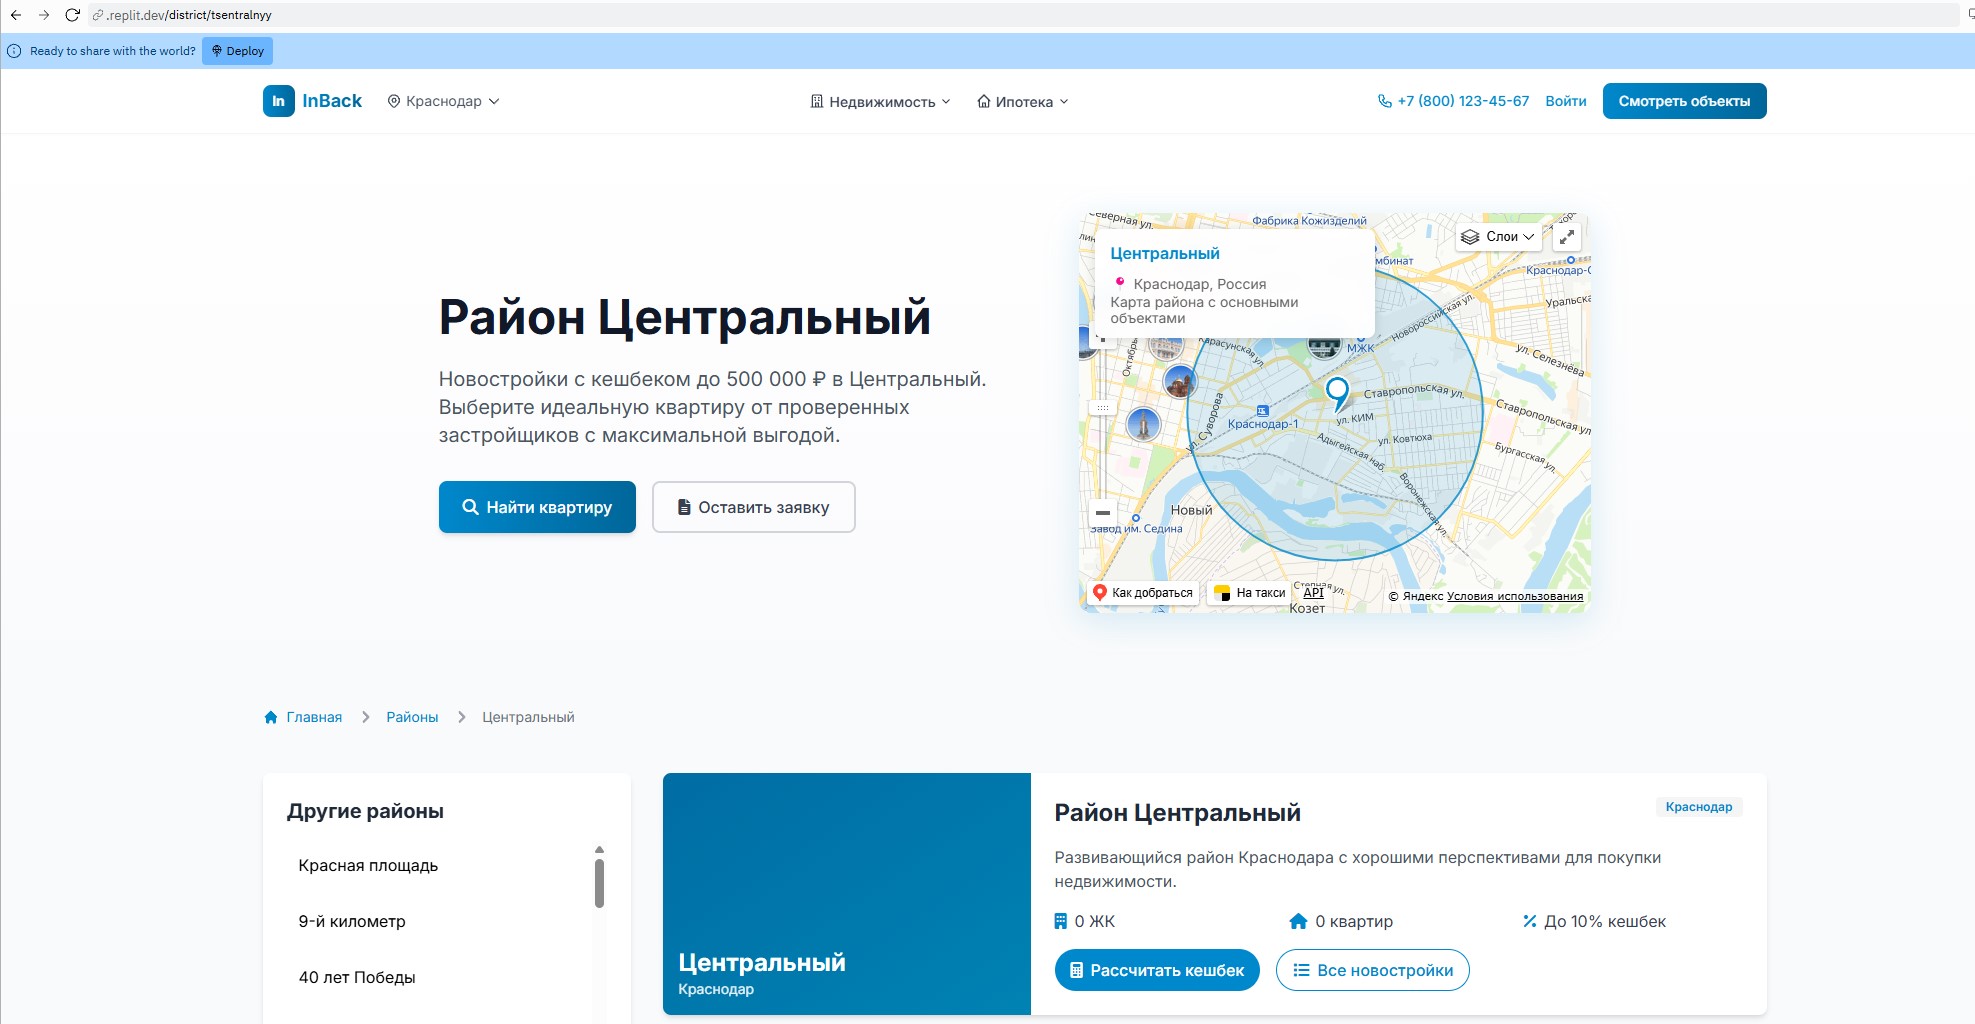 .replit.dev/district/tsentralnyy
Ready to share with the world?
Deploy
In
InBack
Краснодар
Недвижимость
Ипотека
+7 (800) 123-45-67
Войти
Смотреть объекты
Район Центральный
Новостройки с кешбеком до 500 000 ₽ в Центральный.
Выберите идеальную квартиру от проверенных
застройщиков с максимальной выгодой.
Найти квартиру
Оставить заявку
Северная ул.
Фабрика Кожизделий
Слои
Центральный
Краснодар, Россия
Карта района с основными
объектами
мбинат
Краснодар-С
Уральска
Новороссийская ул.
МЖК
Карасунская ул.
Октябрь
ул. Селезнёва
Ставропольская ул.
Ставропольская ул.
ул. Суворова
Краснодар-1
ул. КИМ
ул. Ковтюха
Адыгейская наб.
Бургасская ул.
Воронежская ул.
Новый
Завод им. Седина
Степная ул.
Козет
Как добраться
На такси
API
© Яндекс Условия использования
Главная
Районы
Центральный
Другие районы
Красная площадь
9-й километр
40 лет Победы
Центральный
Краснодар
Район Центральный
Краснодар
Развивающийся район Краснодара с хорошими перспективами для покупки
недвижимости.
0 ЖК
0 квартир
До 10% кешбек
Рассчитать кешбек
Все новостройки